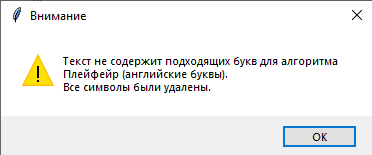 Внимание
Текст не содержит подходящих букв для алгоритма
Плейфейр (английские буквы).
Все символы были удалены.
OK